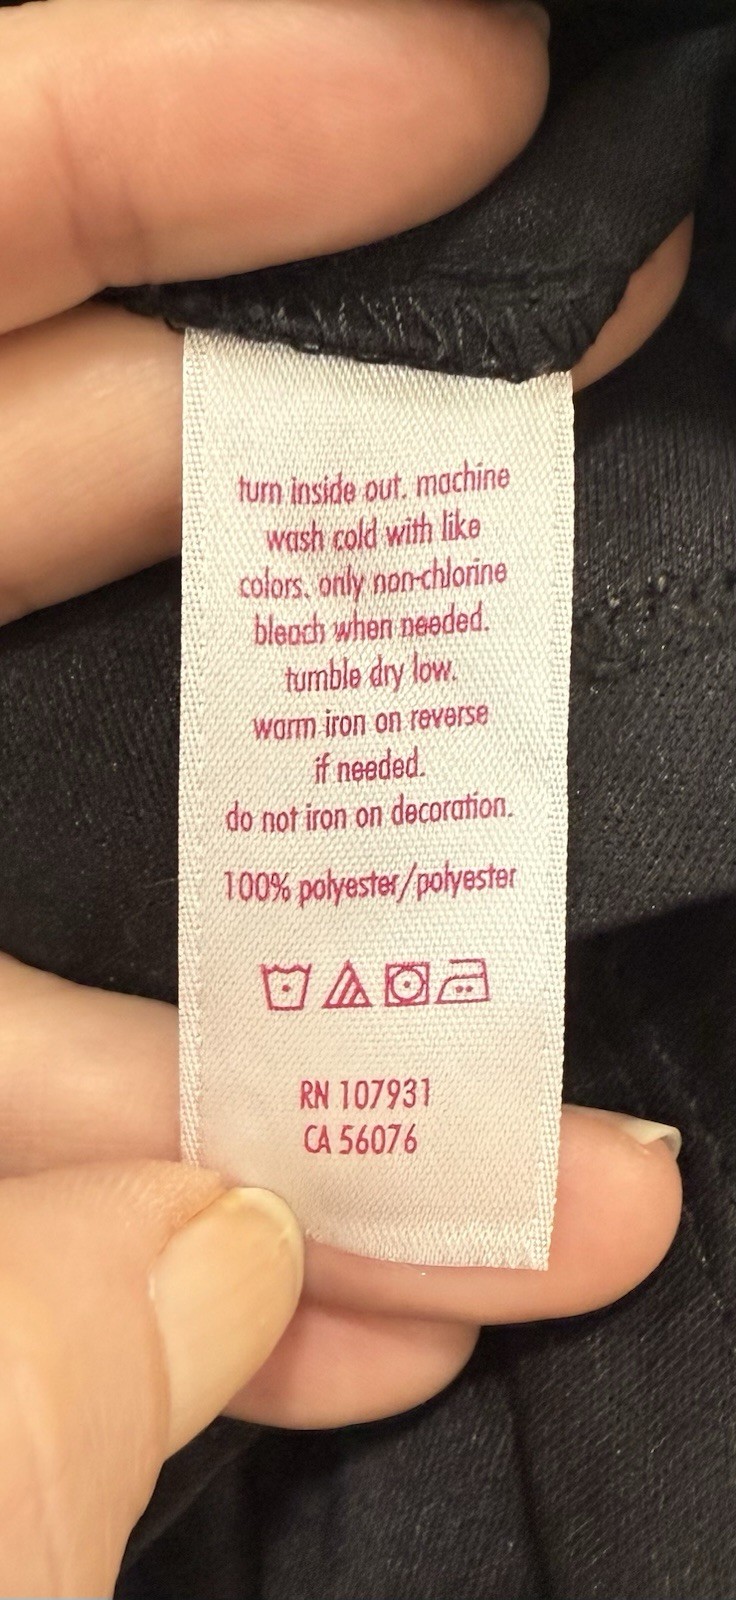 turn inside out. machine
wash cold with like
colors. only non-chlorine
bleach when needed.
tumble dry low.
warm iron on reverse
if needed.
do not iron on decoration.
100% polyester/polyester
RN 107931
CA 56076